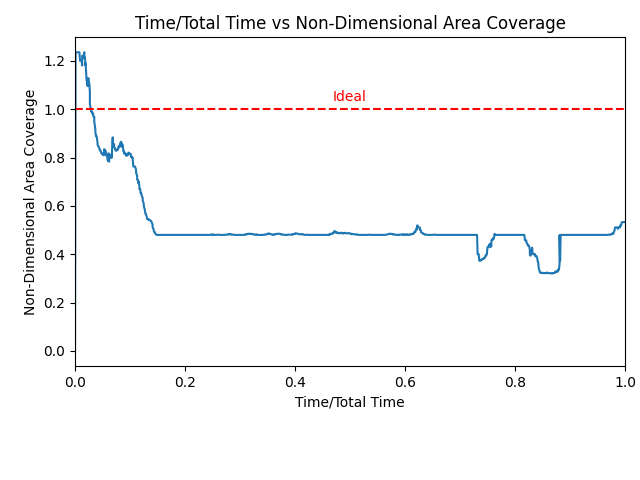 Time/Total Time vs Non-Dimensional Area Coverage
Non-Dimensional Area Coverage
1.2
1.0
0.8
0.6
0.4
0.2
0.0
Ideal
0.0 0.2 0.4 0.6 0.8 1.0
Time/Total Time